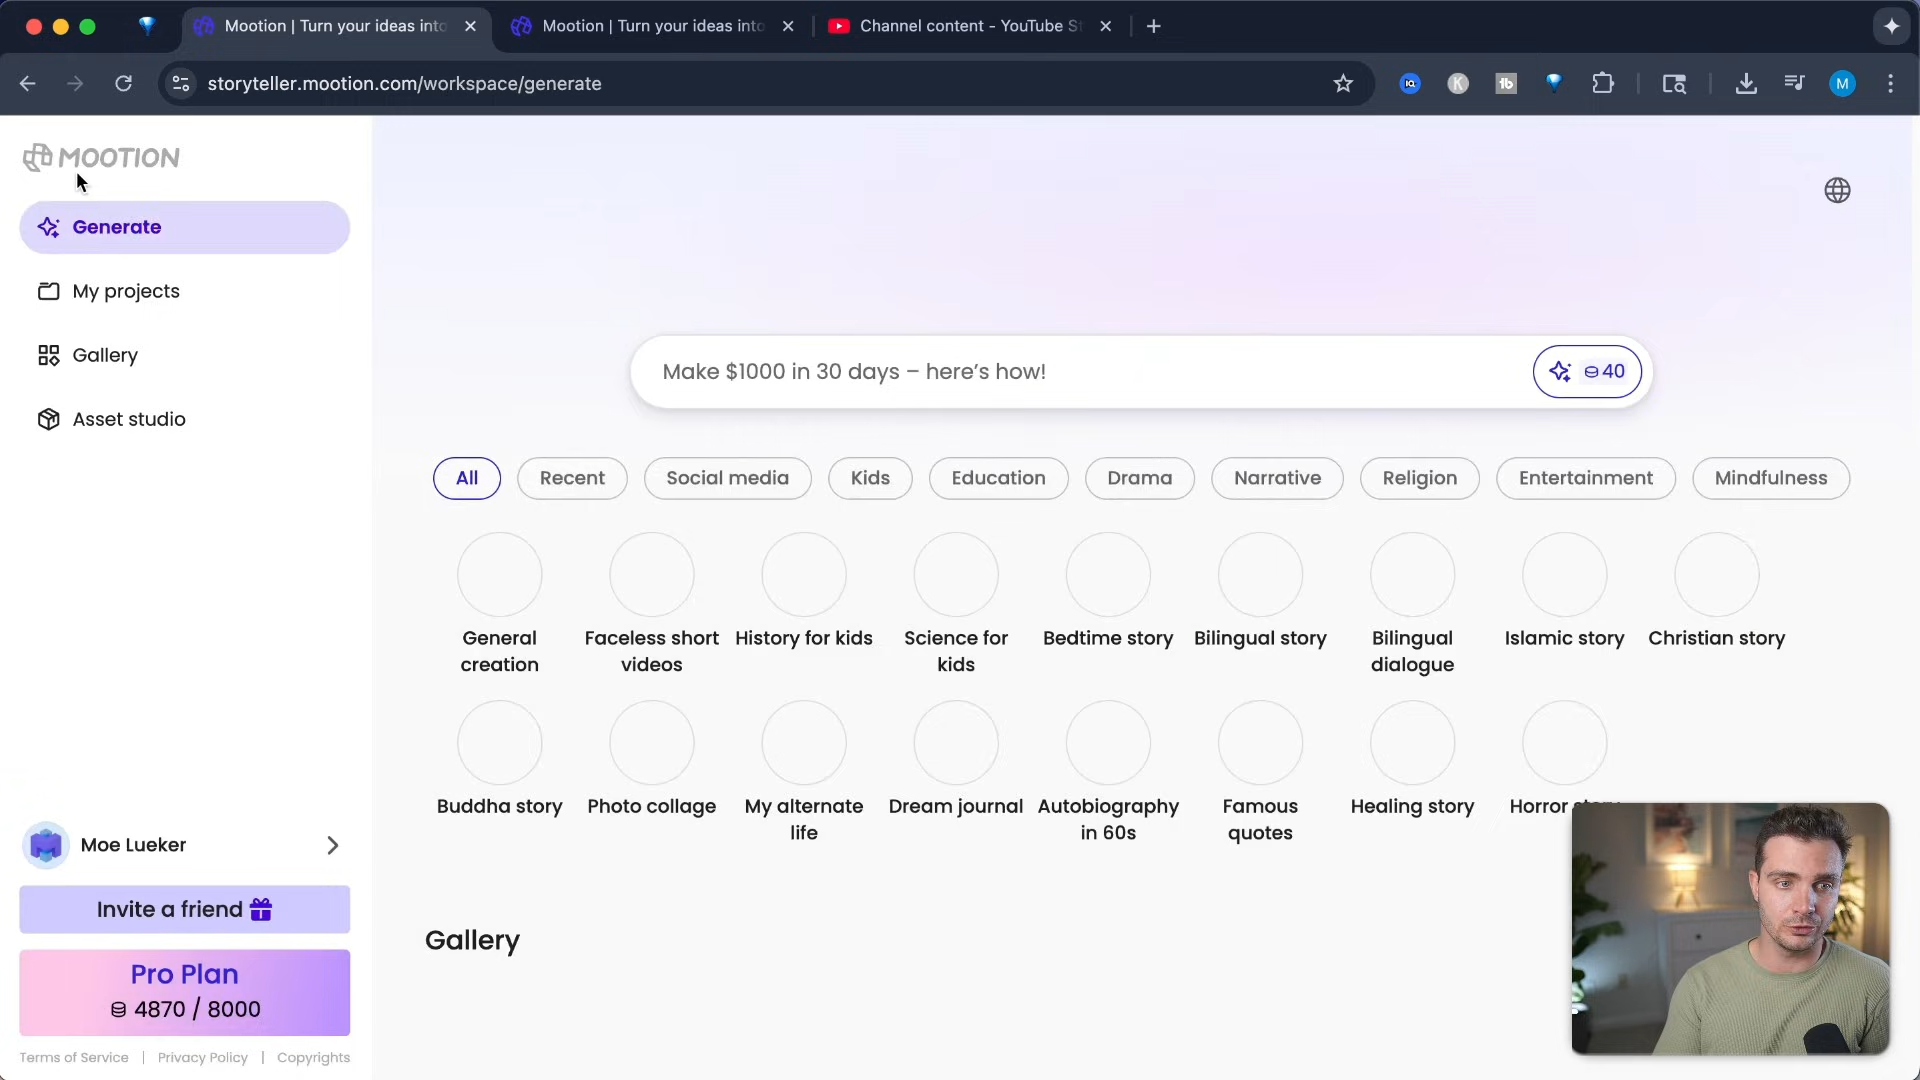 Mootion | Turn your ideas into
Mootion | Turn your ideas into
Channel content - YouTube St
storyteller.mootion.com/workspace/generate
IQ
K
tb
M
MOOTION
Generate
My projects
Gallery
Asset studio
Make $1000 in 30 days – here's how!
40
All
Recent
Social media
Kids
Education
Drama
Narrative
Religion
Entertainment
Mindfulness
General
creation
Faceless short
videos
History for kids
Science for
kids
Bedtime story
Bilingual story
Bilingual
dialogue
Islamic story
Christian story
Buddha story
Photo collage
My alternate
life
Dream journal
Autobiography
in 60s
Famous
quotes
Healing story
Horror story
Gallery
Moe Lueker
Invite a friend
Pro Plan
4870 / 8000
Terms of Service | Privacy Policy | Copyrights